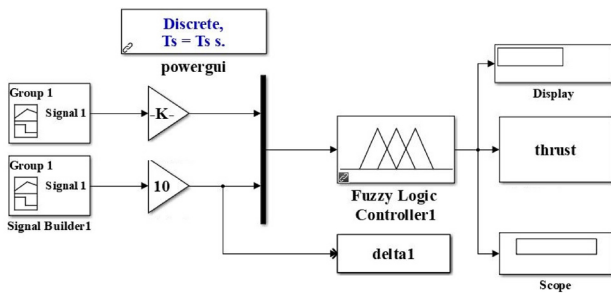 Discrete,
Ts = Ts s.
powergui
Group 1
Signal 1
-K-
Group 1
Signal 1
Signal Builder1
10
Fuzzy Logic
Controller1
delta1
Display
thrust
Scope